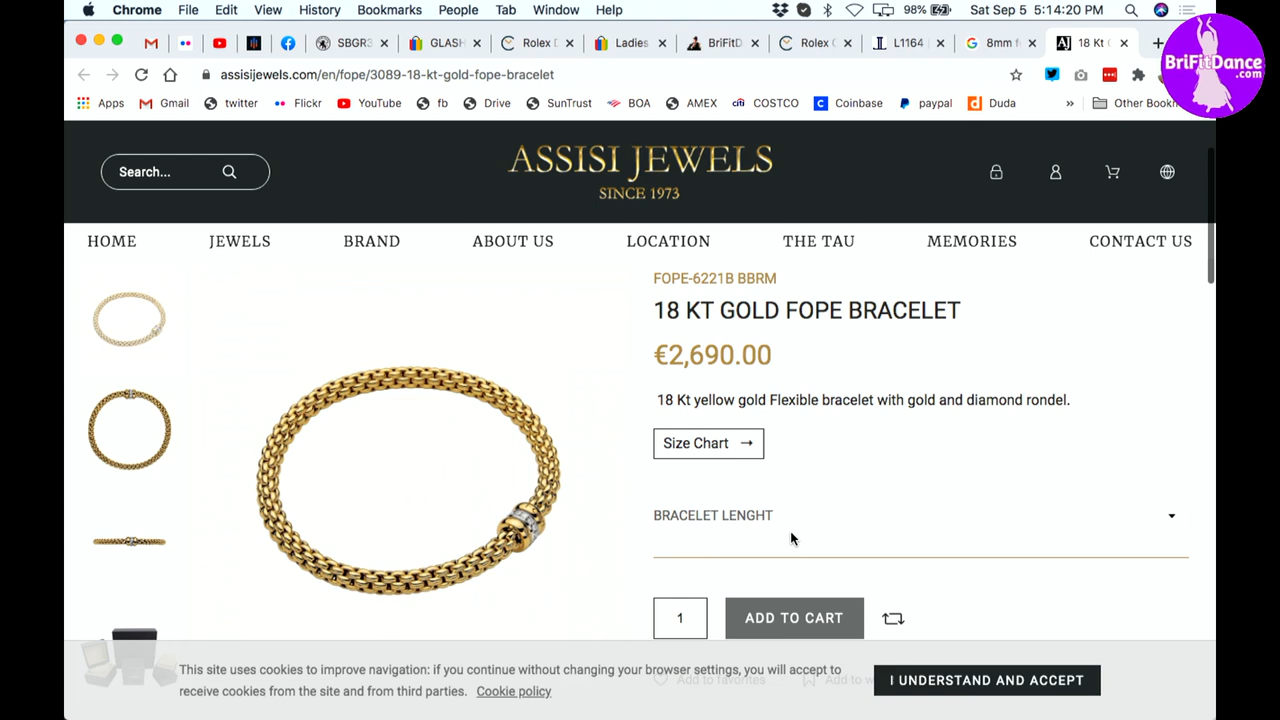 Chrome File Edit View History Bookmarks People Tab Window Help 98% Sat Sep 5 5:14:20 PM
SBGR3 GLASH Rolex D Ladies BriFitD Rolex C L1164 8mm f 18 Kt G
assisijewels.com/en/fope/3089-18-kt-gold-fope-bracelet
BriFitDance
.com
Apps Gmail twitter Flickr YouTube fb Drive SunTrust BOA AMEX citi COSTCO Coinbase paypal Duda » Other Bookm
Search...
ASSISI JEWELS
SINCE 1973
HOME JEWELS BRAND ABOUT US LOCATION THE TAU MEMORIES CONTACT US
FOPE-6221B BBRM
18 KT GOLD FOPE BRACELET
€2,690.00
18 Kt yellow gold Flexible bracelet with gold and diamond rondel.
Size Chart →
BRACELET LENGHT
1 ADD TO CART
This site uses cookies to improve navigation: if you continue without changing your browser settings, you will accept to
receive cookies from the site and from third parties. Cookie policy
I UNDERSTAND AND ACCEPT
Add to favorites Add to w